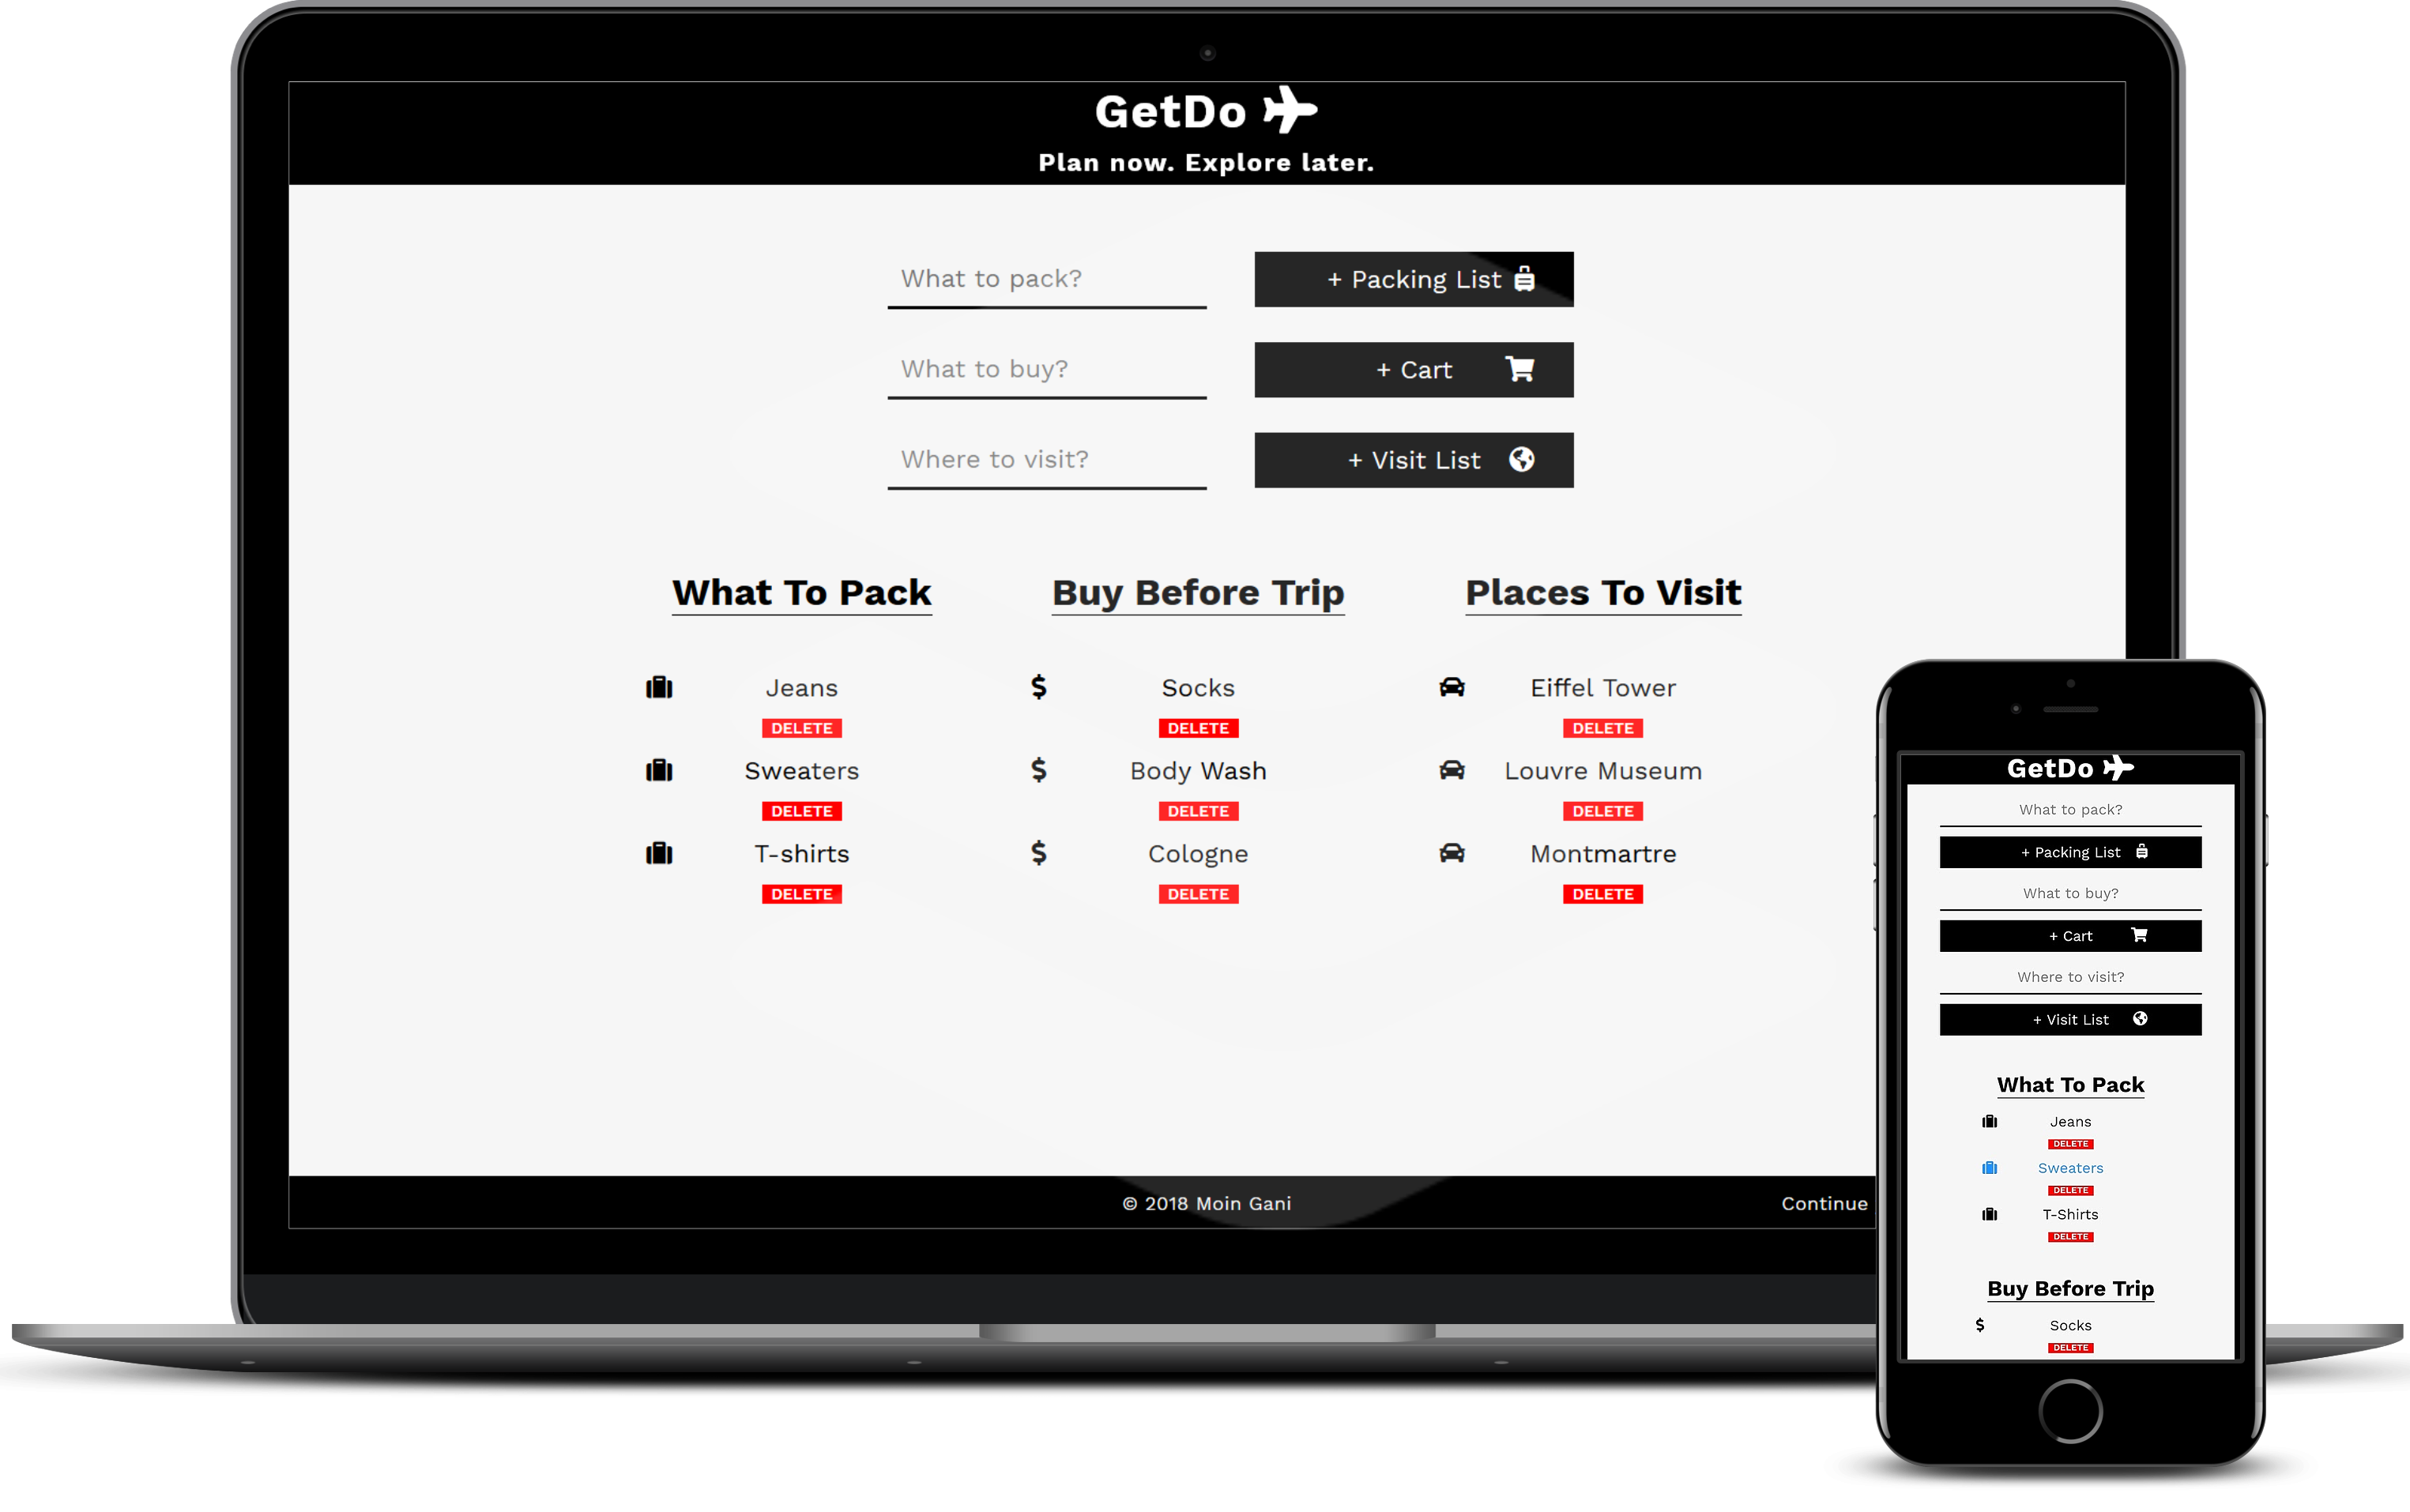 GetDo
Plan now. Explore later.
What to pack?
+ Packing List
What to buy?
+ Cart
Where to visit?
+ Visit List
What To Pack
Jeans
DELETE
Sweaters
DELETE
T-shirts
DELETE
Buy Before Trip
$ Socks
DELETE
$ Body Wash
DELETE
$ Cologne
DELETE
Places To Visit
Eiffel Tower
DELETE
Louvre Museum
DELETE
Montmartre
DELETE
© 2018 Moin Gani
Continue
GetDo
What to pack?
+ Packing List
What to buy?
+ Cart
Where to visit?
+ Visit List
What To Pack
Jeans
DELETE
Sweaters
DELETE
T-Shirts
DELETE
Buy Before Trip
$ Socks
DELETE